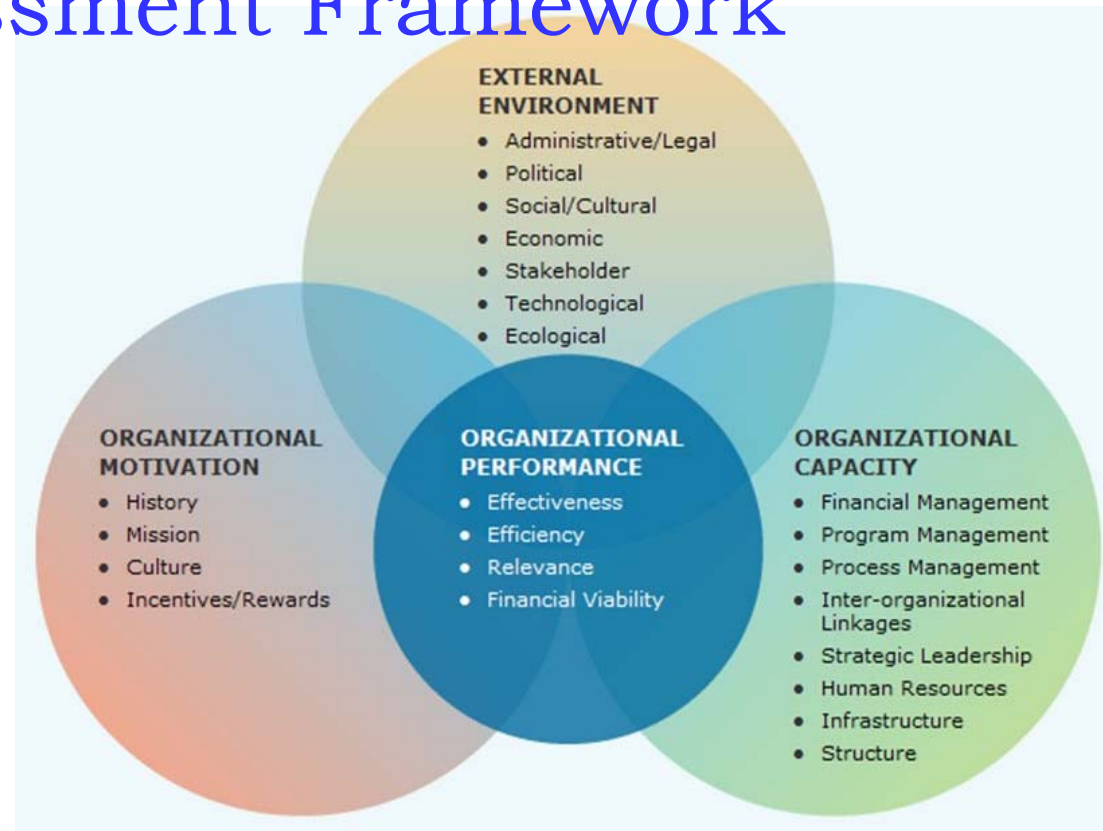 ssment Framework
EXTERNAL
ENVIRONMENT
• Administrative/Legal
• Political
• Social/Cultural
• Economic
• Stakeholder
• Technological
• Ecological
ORGANIZATIONAL
MOTIVATION
• History
• Mission
• Culture
• Incentives/Rewards
ORGANIZATIONAL
PERFORMANCE
• Effectiveness
• Efficiency
• Relevance
• Financial Viability
ORGANIZATIONAL
CAPACITY
• Financial Management
• Program Management
• Process Management
• Inter-organizational
Linkages
• Strategic Leadership
• Human Resources
• Infrastructure
• Structure